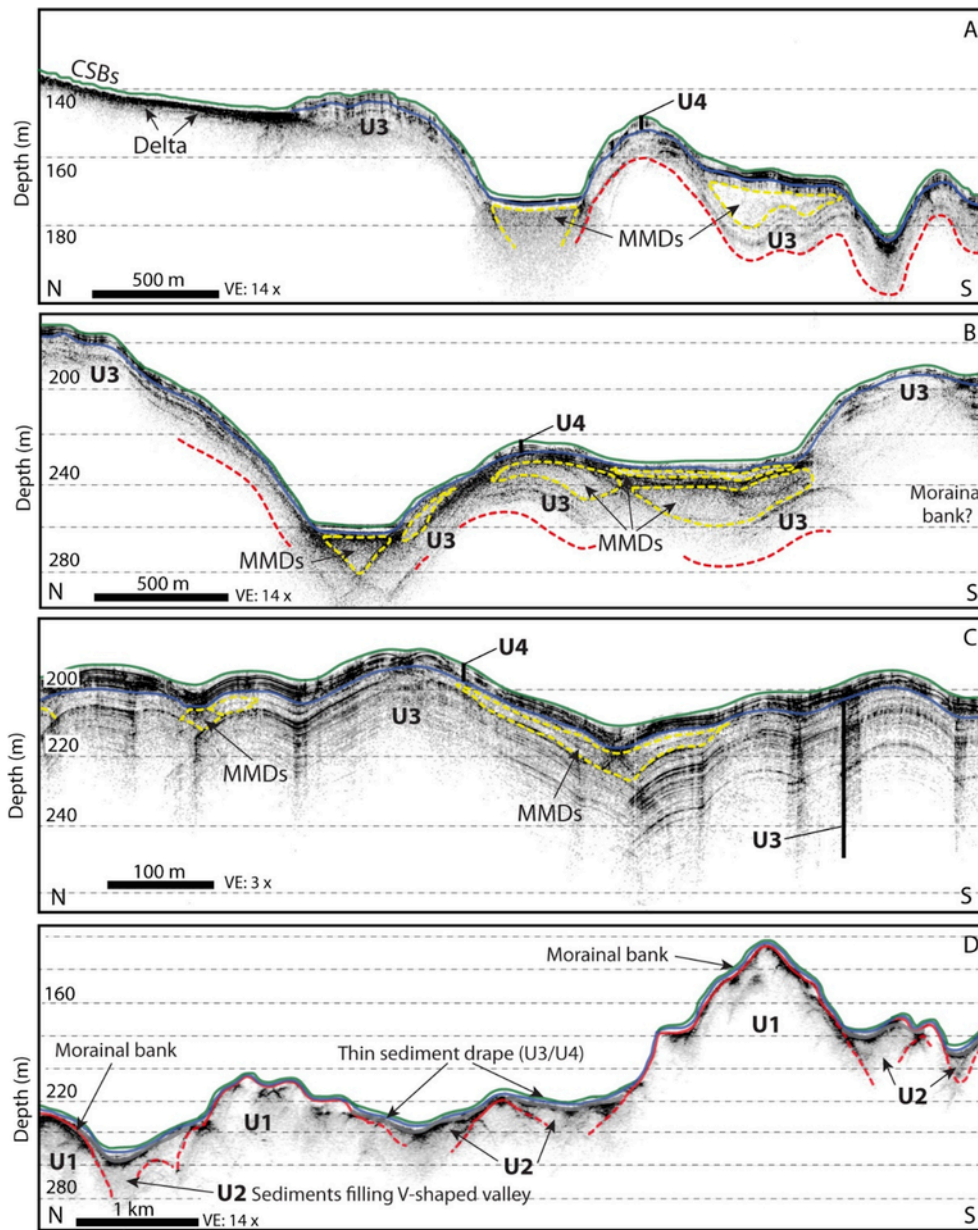 A
CSBs
140
Delta
U3
U4
160
MMDs
180
U3
Depth (m)
500 m
N
VE: 14 x
S
B
U3
200
U3
U4
240
U3
MMDs
U3
Morainal
bank?
MMDs
U3
280
Depth (m)
500 m
N
VE: 14 x
S
C
U4
200
U3
220
MMDs
MMDs
240
U3
Depth (m)
100 m
N
VE: 3 x
S
D
Morainal bank
160
U1
Morainal bank
Thin sediment drape (U3/U4)
220
U1
U2
U1
U2
280
U2 Sediments filling V-shaped valley
Depth (m)
1 km
N
VE: 14x
S